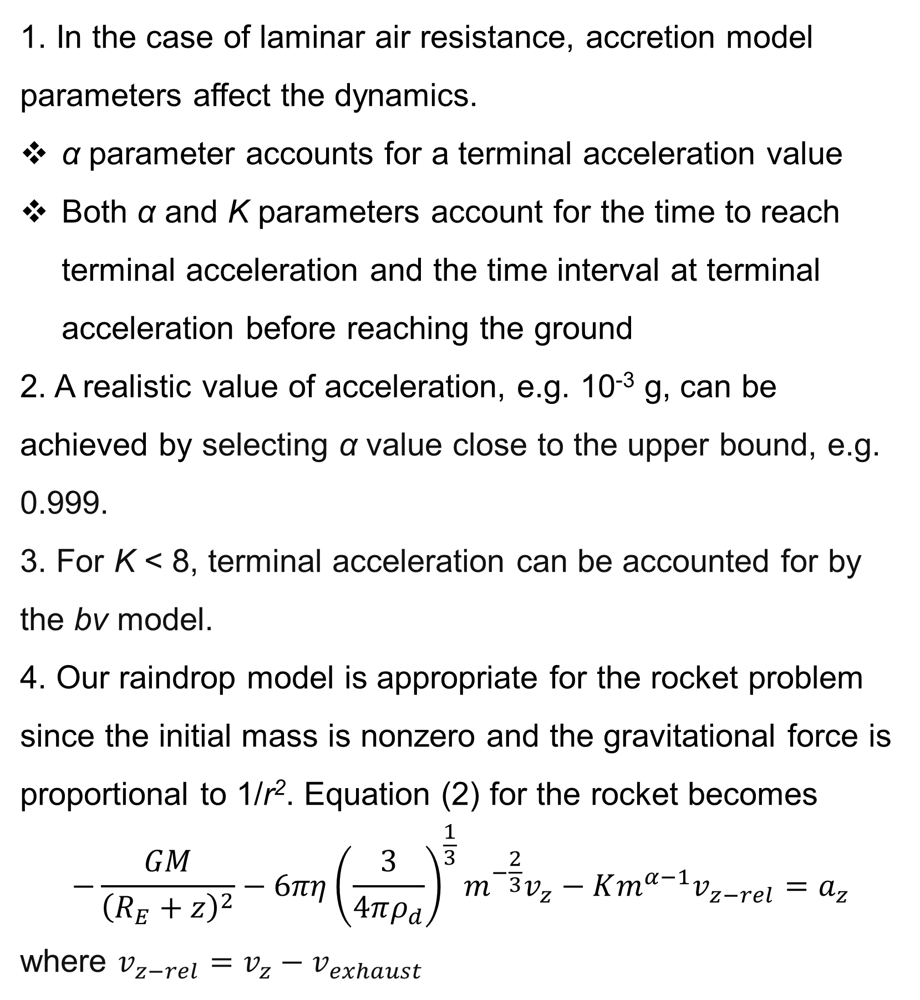 1. In the case of laminar air resistance, accretion model
parameters affect the dynamics.
❖ α parameter accounts for a terminal acceleration value
❖ Both α and K parameters account for the time to reach
terminal acceleration and the time interval at terminal
acceleration before reaching the ground
2. A realistic value of acceleration, e.g. 10⁻³ g, can be
achieved by selecting α value close to the upper bound, e.g.
0.999.
3. For K < 8, terminal acceleration can be accounted for by
the bv model.
4. Our raindrop model is appropriate for the rocket problem
since the initial mass is nonzero and the gravitational force is
proportional to 1/r². Equation (2) for the rocket becomes
$-\frac{GM}{(R_E + z)^2} - 6\pi\eta \left(\frac{3}{4\pi\rho_d}\right)^{\frac{1}{3}} m^{-\frac{2}{3}} v_z - K m^{\alpha-1} v_{z-rel} = a_z$
where $v_{z-rel} = v_z - v_{exhaust}$